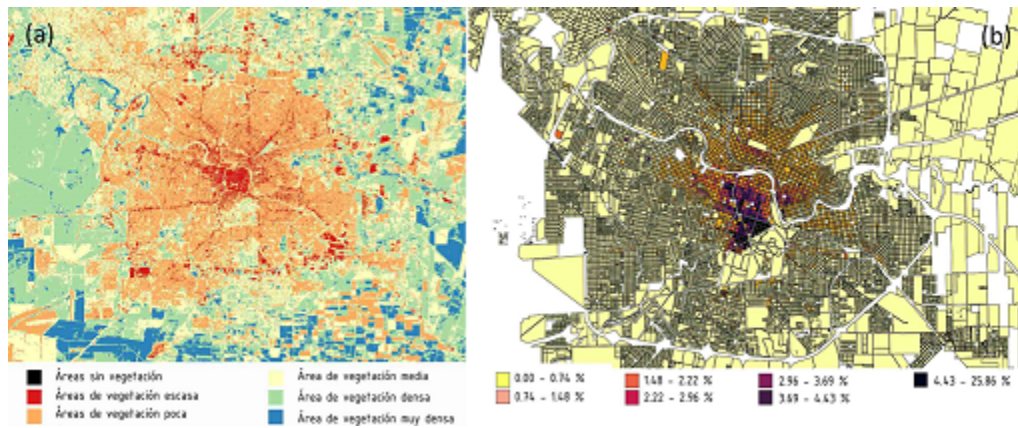 (a)
(b)
Áreas sin vegetación
Áreas de vegetación escasa
Áreas de vegetación poca
Área de vegetación media
Área de vegetación densa
Área de vegetación muy densa
0.00 - 0.74 %
0.74 - 1.48 %
1.48 - 2.22 %
2.22 - 2.96 %
2.96 - 3.69 %
3.69 - 4.43 %
4.43 - 25.86 %